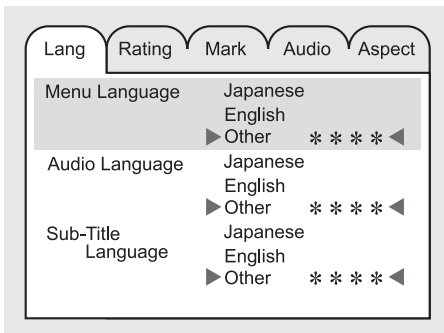 Lang Rating Mark Audio Aspect
Menu Language Japanese
English
▶Other ＊＊＊＊◀
Audio Language Japanese
English
▶Other ＊＊＊＊◀
Sub-Title Japanese
Language English
▶Other ＊＊＊＊◀